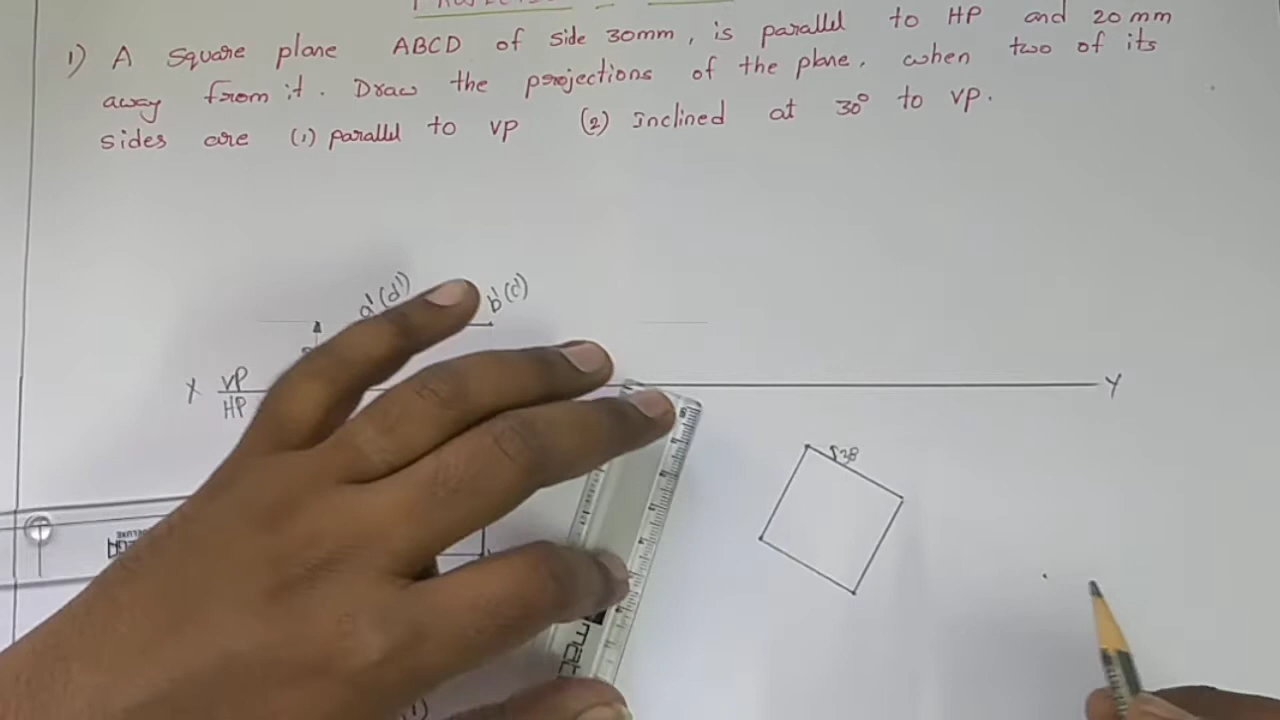 1) A square plane ABCD of side 30mm, is parallel to HP and 20 mm
away from it. Draw the projections of the plane, when two of its
sides are (1) parallel to VP (2) Inclined at 30° to VP.
a'(d') b'(c')
X VP Y
HP